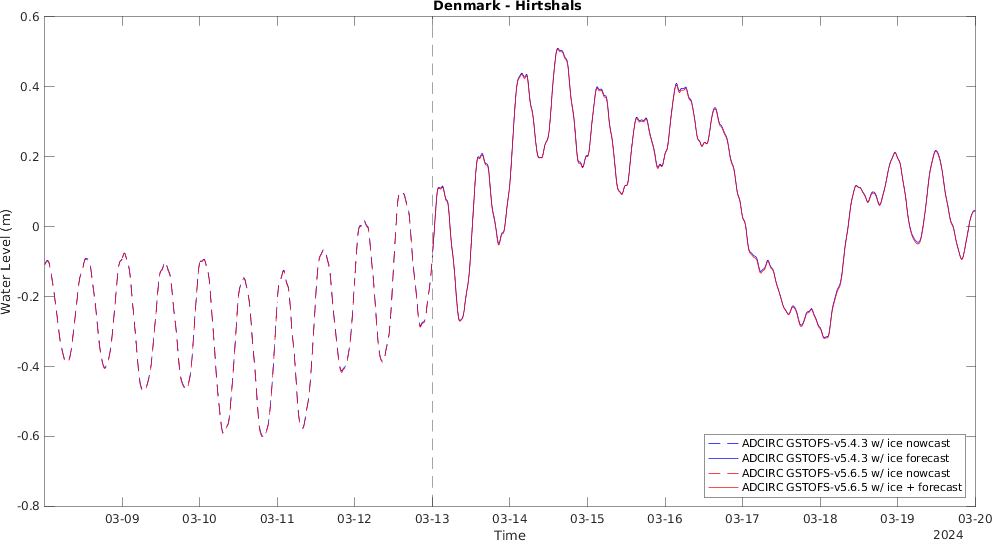 Denmark - Hirtshals
0.6
0.4
0.2
0
-0.2
-0.4
-0.6
-0.8
Water Level (m)
ADCIRC GSTOFS-v5.4.3 w/ ice nowcast
ADCIRC GSTOFS-v5.4.3 w/ ice forecast
ADCIRC GSTOFS-v5.6.5 w/ ice nowcast
ADCIRC GSTOFS-v5.6.5 w/ ice + forecast
03-09 03-10 03-11 03-12 03-13 03-14 03-15 03-16 03-17 03-18 03-19 03-20
Time
2024